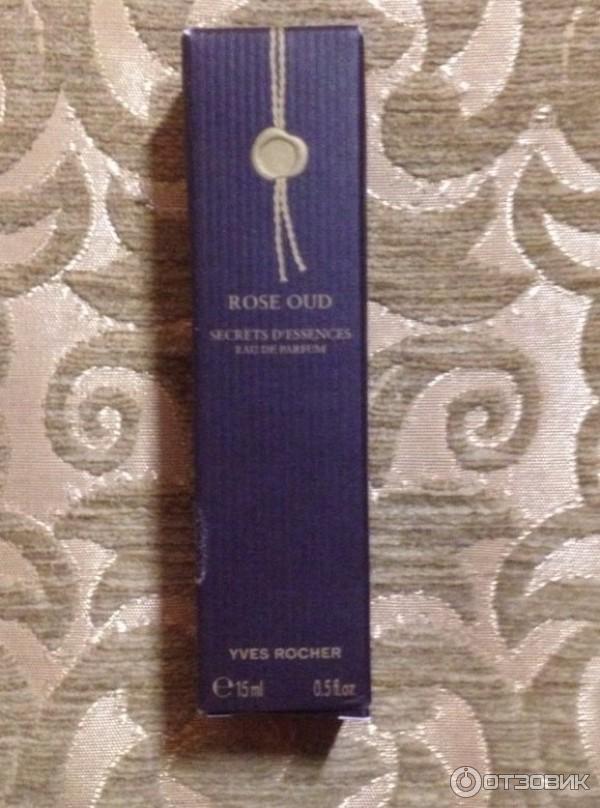 ROSE OUD
SECRETS D'ESSENCES
EAU DE PARFUM
YVES ROCHER
℮15 ml 0.5 fl.oz
ОТЗОВИК